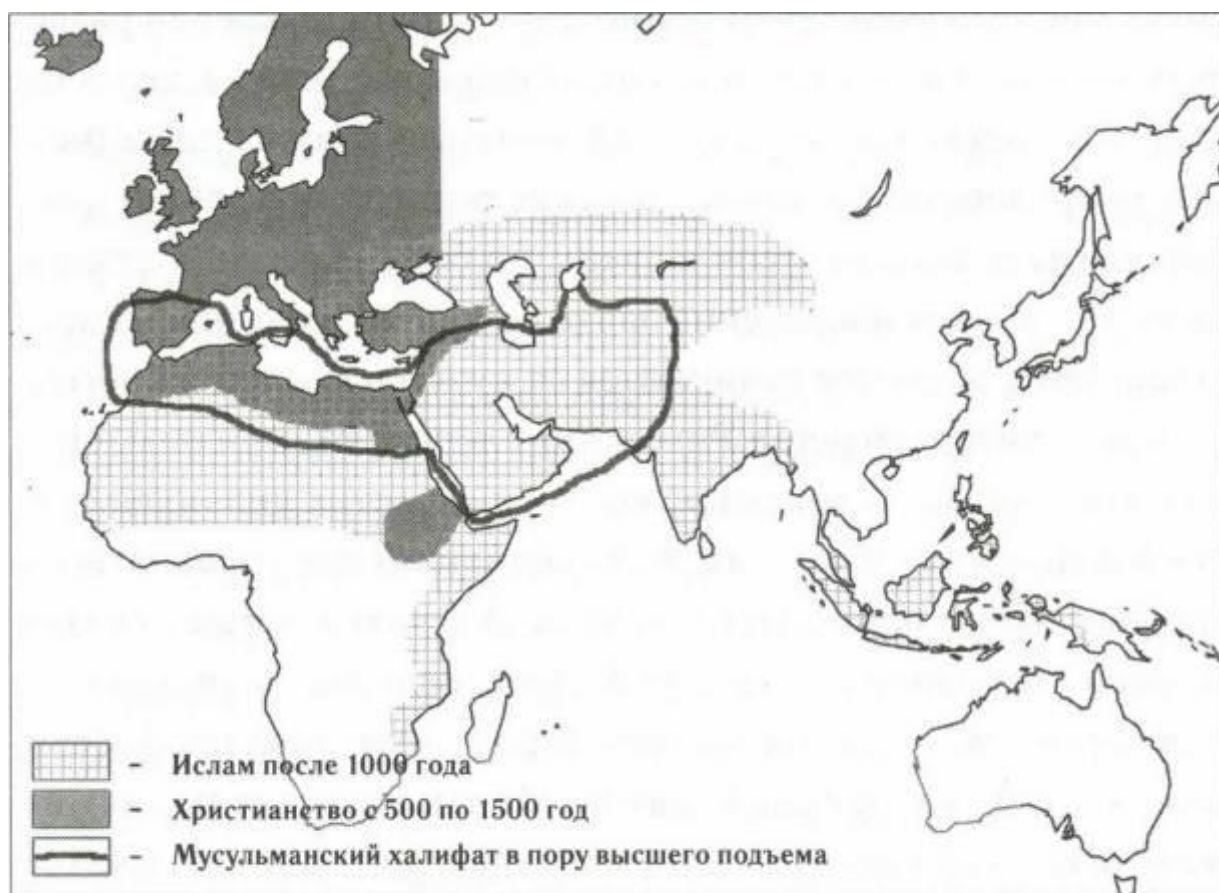 – Ислам после 1000 года
– Христианство с 500 по 1500 год
– Мусульманский халифат в пору высшего подъема